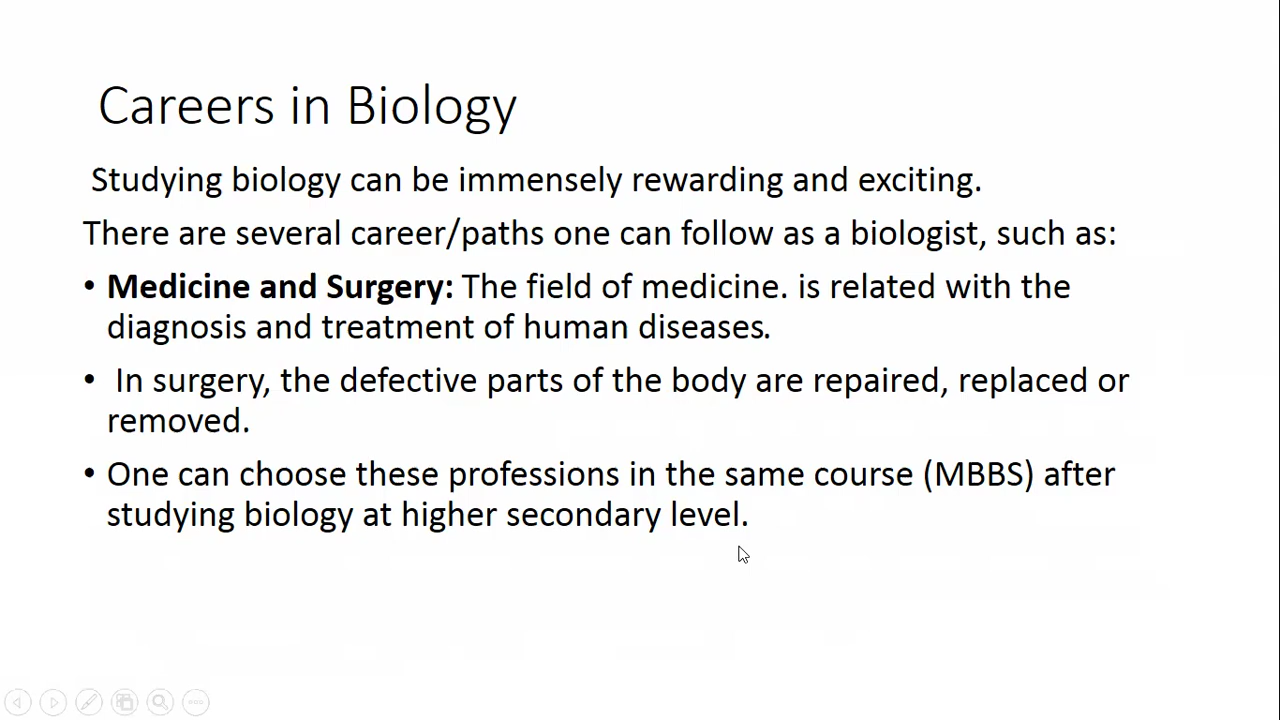 Careers in Biology
Studying biology can be immensely rewarding and exciting.
There are several career/paths one can follow as a biologist, such as:
• Medicine and Surgery: The field of medicine. is related with the
diagnosis and treatment of human diseases.
• In surgery, the defective parts of the body are repaired, replaced or
removed.
• One can choose these professions in the same course (MBBS) after
studying biology at higher secondary level.